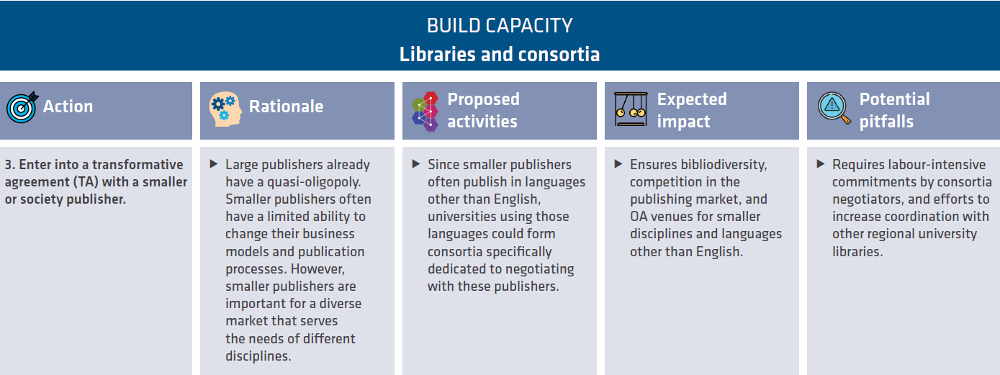 BUILD CAPACITY
Libraries and consortia
Action
3. Enter into a transformative
agreement (TA) with a smaller
or society publisher.
Rationale
▶ Large publishers already
have a quasi-oligopoly.
Smaller publishers often
have a limited ability to
change their business
models and publication
processes. However,
smaller publishers are
important for a diverse
market that serves
the needs of different
disciplines.
Proposed
activities
▶ Since smaller publishers
often publish in languages
other than English,
universities using those
languages could form
consortia specifically
dedicated to negotiating
with these publishers.
Expected
impact
▶ Ensures bibliodiversity,
competition in the
publishing market, and
OA venues for smaller
disciplines and languages
other than English.
Potential
pitfalls
▶ Requires labour-intensive
commitments by consortia
negotiators, and efforts to
increase coordination with
other regional university
libraries.